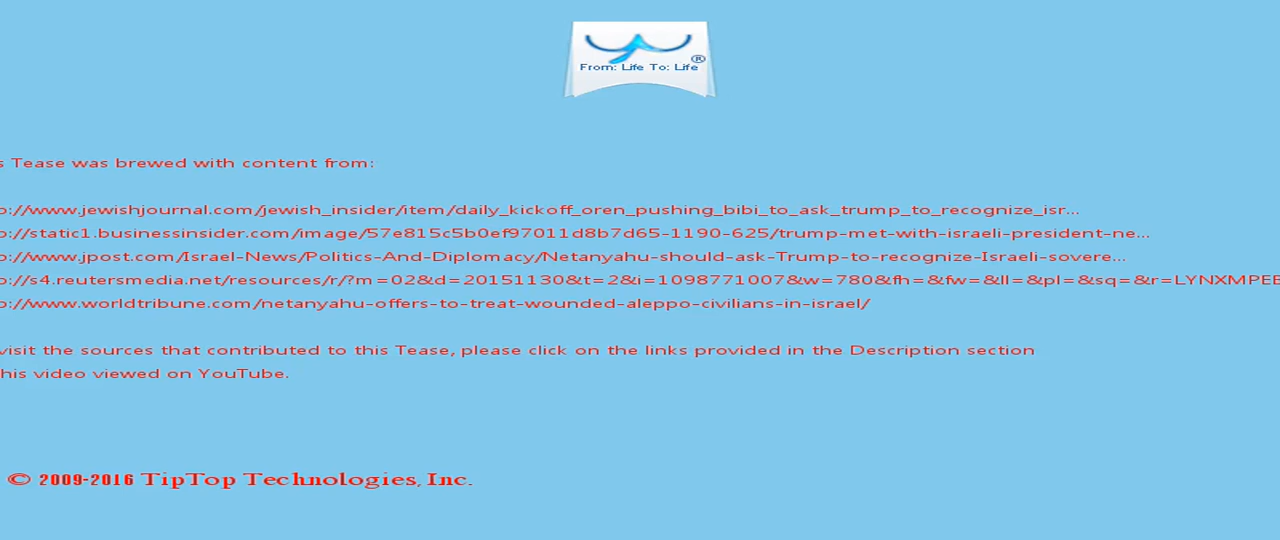 From: Life To: Life ®
s Tease was brewed with content from:
p://www.jewishjournal.com/jewish_insider/item/daily_kickoff_oren_pushing_bibi_to_ask_trump_to_recognize_isr...
p://static1.businessinsider.com/image/57e815c5b0ef97011d8b7d65-1190-625/trump-met-with-israeli-president-ne...
p://www.jpost.com/Israel-News/Politics-And-Diplomacy/Netanyahu-should-ask-Trump-to-recognize-Israeli-sovere...
p://s4.reutersmedia.net/resources/r/?m=02&d=20151130&t=2&i=1098771007&w=780&fh=&fw=&ll=&pl=&sq=&r=LYNXMPEB
p://www.worldtribune.com/netanyahu-offers-to-treat-wounded-aleppo-civilians-in-israel/
visit the sources that contributed to this Tease, please click on the links provided in the Description section
his video viewed on YouTube.
© 2009-2016 TipTop Technologies, Inc.